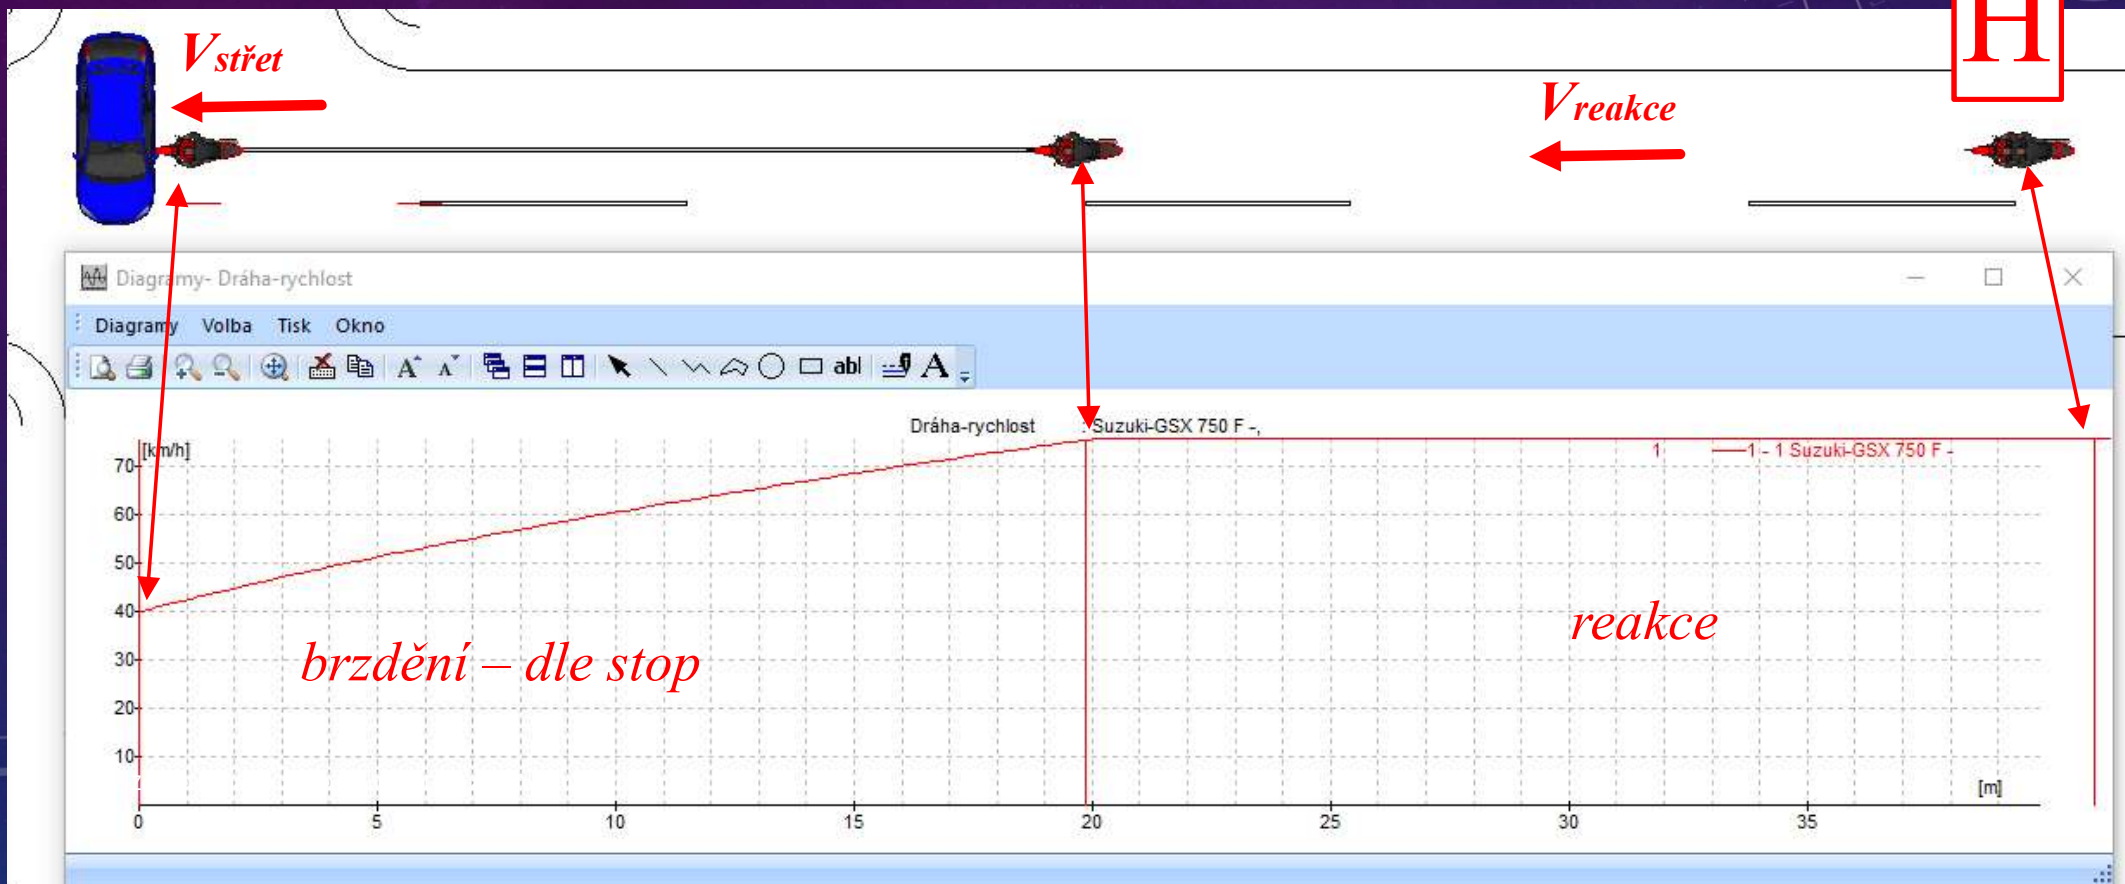 H
Vstřet
Vreakce
Diagramy- Dráha-rychlost
Diagramy Volba Tisk Okno
A A abl A
Dráha-rychlost : Suzuki-GSX 750 F -,
[km/h]
1 1 - 1 Suzuki-GSX 750 F -
70
60
50
40
30
20
10
reakce
brzdění – dle stop
[m]
0 5 10 15 20 25 30 35